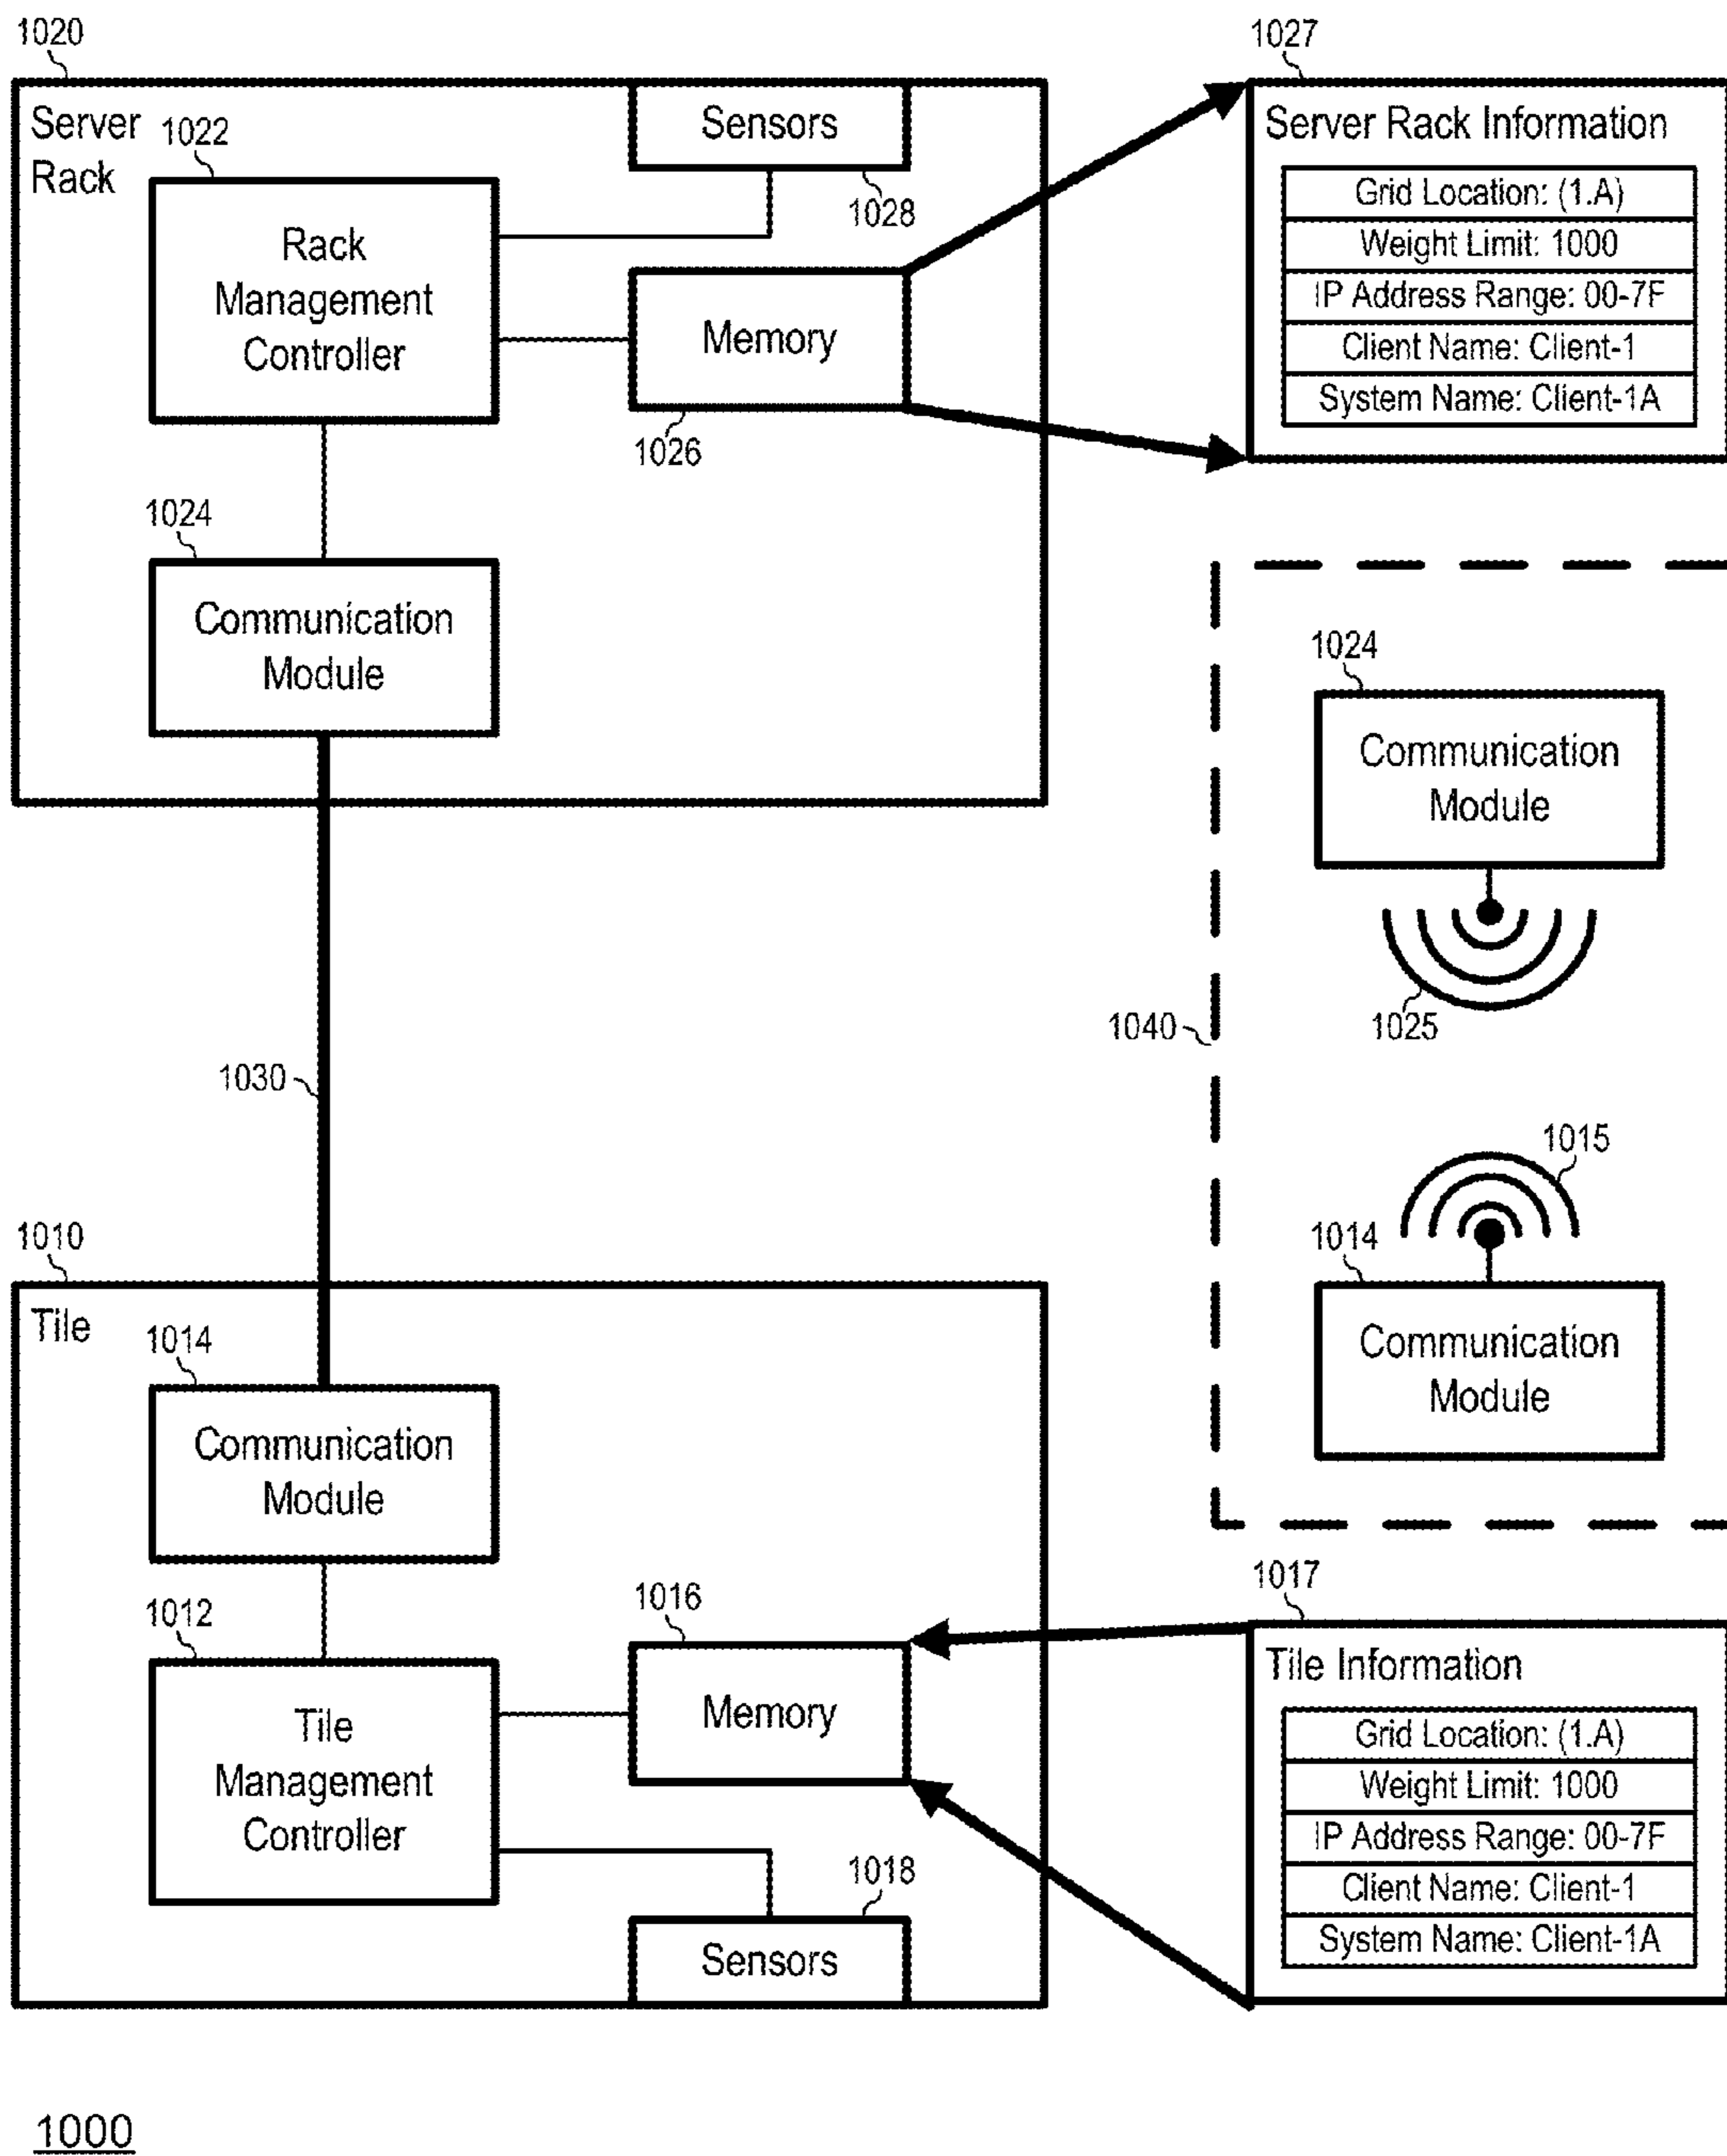 1020
Server
Rack
1022
Rack
Management
Controller
Sensors
1028
Memory
1026
1024
Communication
Module
1027
Server Rack Information
Grid Location: (1.A)
Weight Limit: 1000
IP Address Range: 00-7F
Client Name: Client-1
System Name: Client-1A
1030
1040
1024
Communication
Module
1025
1015
1014
Communication
Module
1010
Tile
1014
Communication
Module
1012
Tile
Management
Controller
1016
Memory
1018
Sensors
1017
Tile Information
Grid Location: (1.A)
Weight Limit: 1000
IP Address Range: 00-7F
Client Name: Client-1
System Name: Client-1A
1000